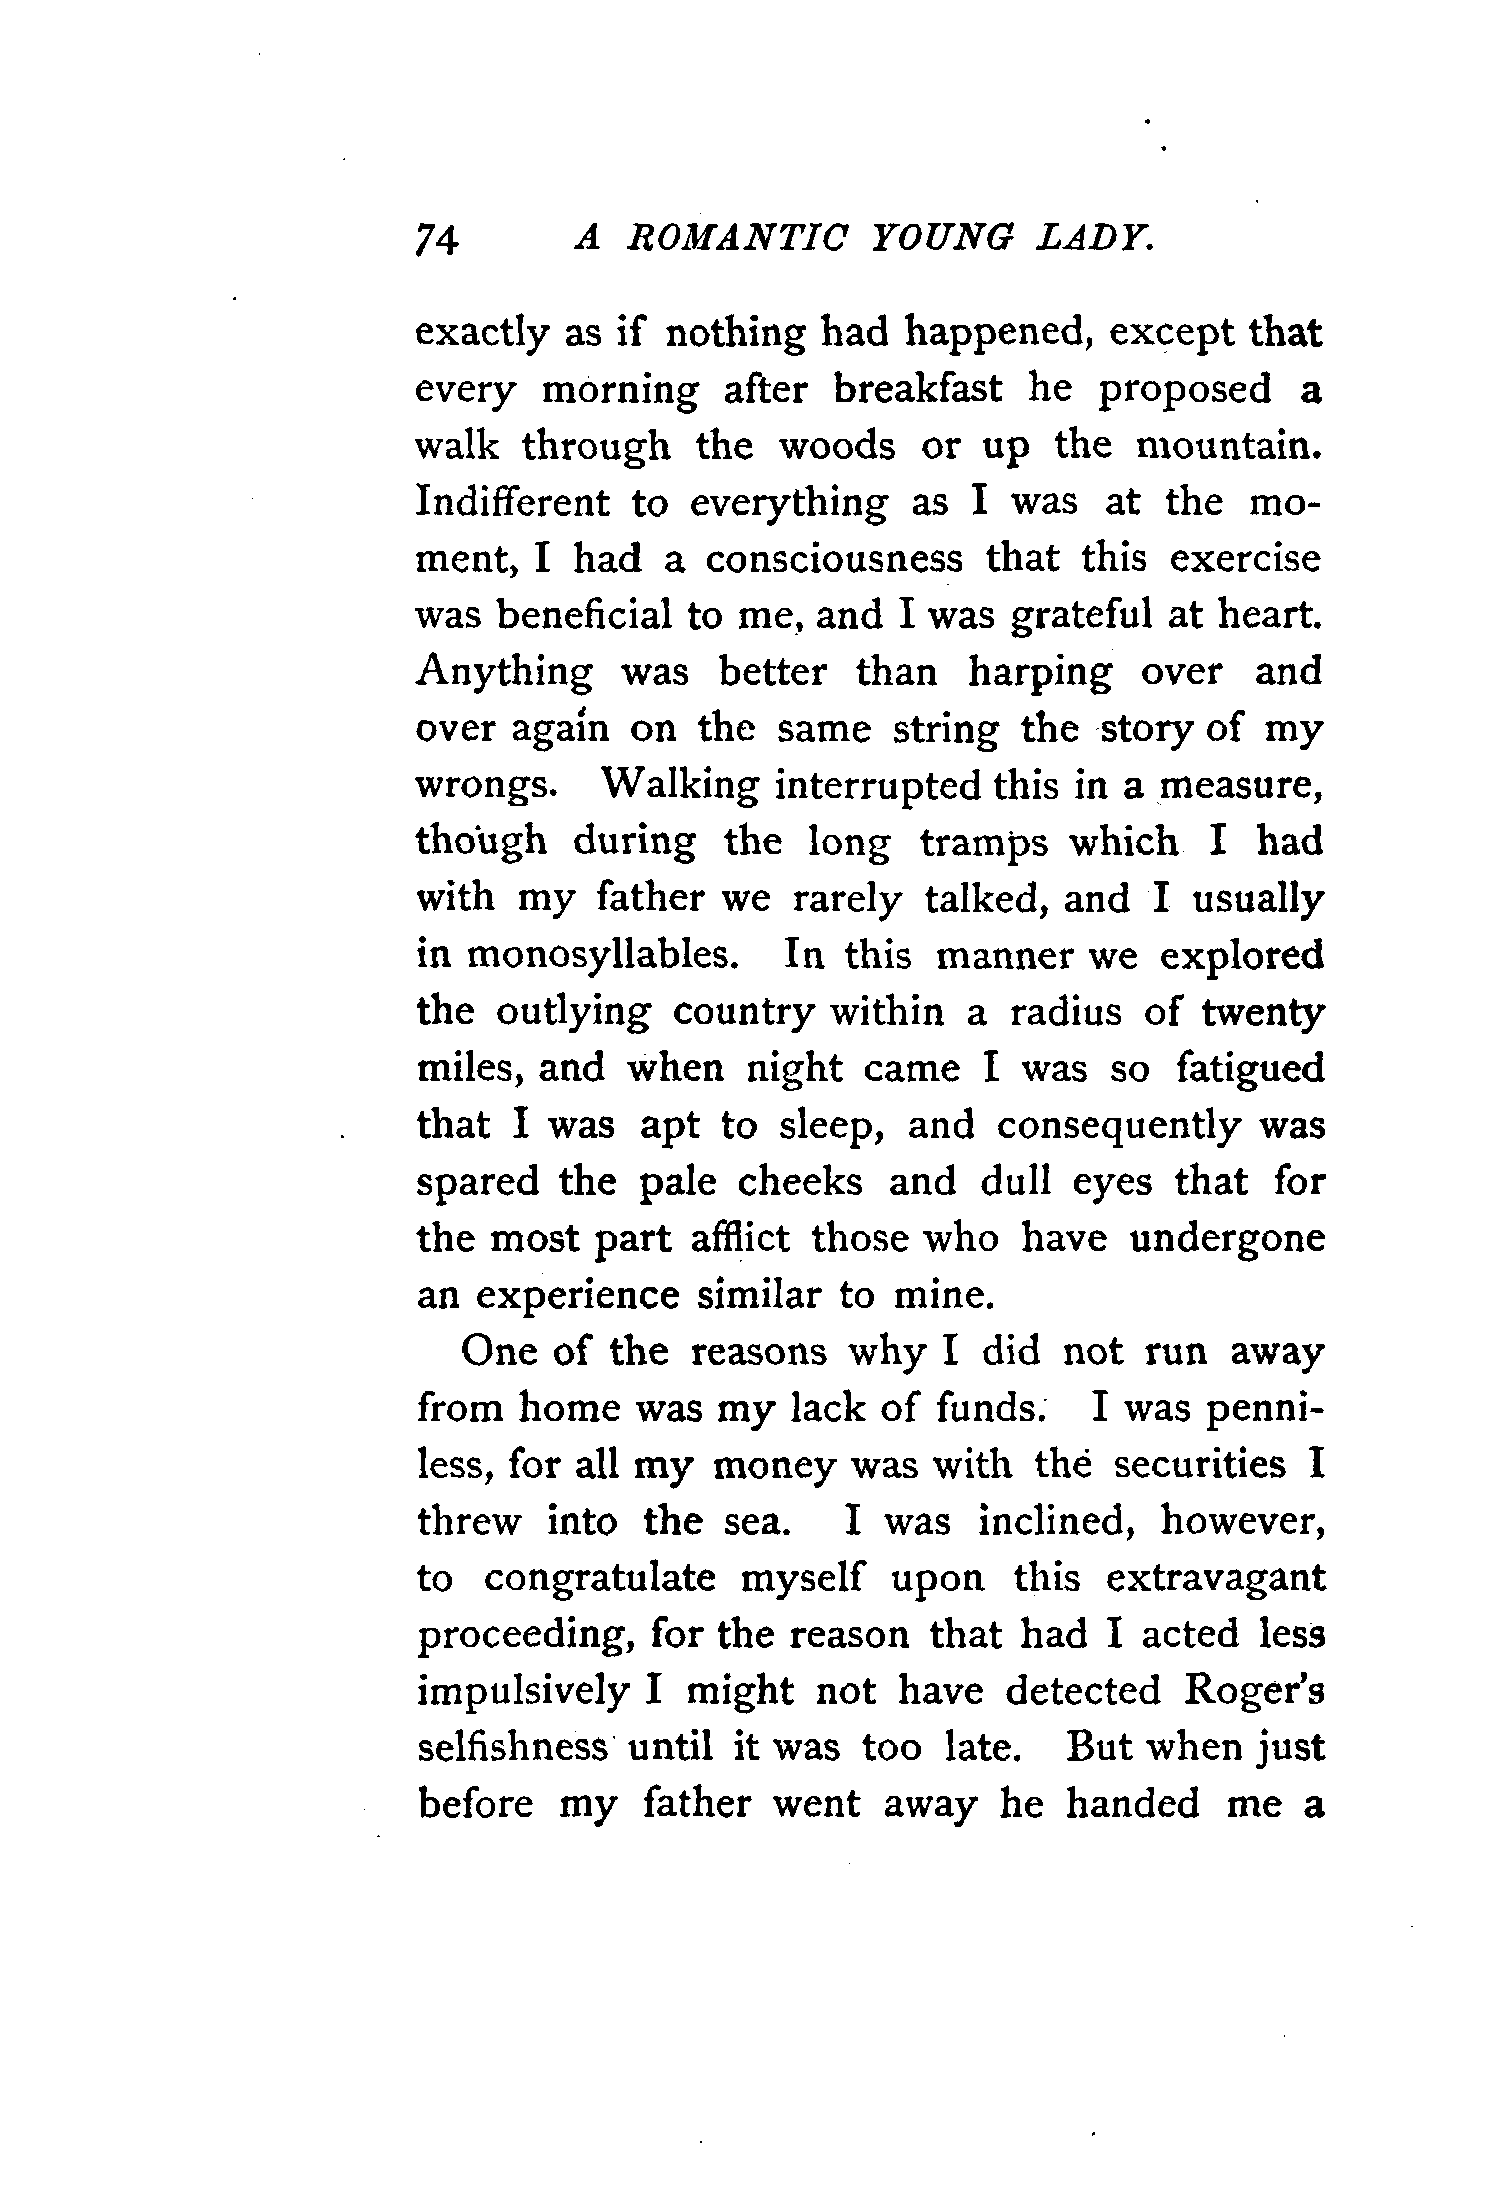 74 A ROMANTIC YOUNG LADY.
exactly as if nothing had happened, except that
every morning after breakfast he proposed a
walk through the woods or up the mountain.
Indifferent to everything as I was at the mo-
ment, I had a consciousness that this exercise
was beneficial to me, and I was grateful at heart.
Anything was better than harping over and
over again on the same string the story of my
wrongs. Walking interrupted this in a measure,
though during the long tramps which I had
with my father we rarely talked, and I usually
in monosyllables. In this manner we explored
the outlying country within a radius of twenty
miles, and when night came I was so fatigued
that I was apt to sleep, and consequently was
spared the pale cheeks and dull eyes that for
the most part afflict those who have undergone
an experience similar to mine.
One of the reasons why I did not run away
from home was my lack of funds. I was penni-
less, for all my money was with the securities I
threw into the sea. I was inclined, however,
to congratulate myself upon this extravagant
proceeding, for the reason that had I acted less
impulsively I might not have detected Roger's
selfishness until it was too late. But when just
before my father went away he handed me a